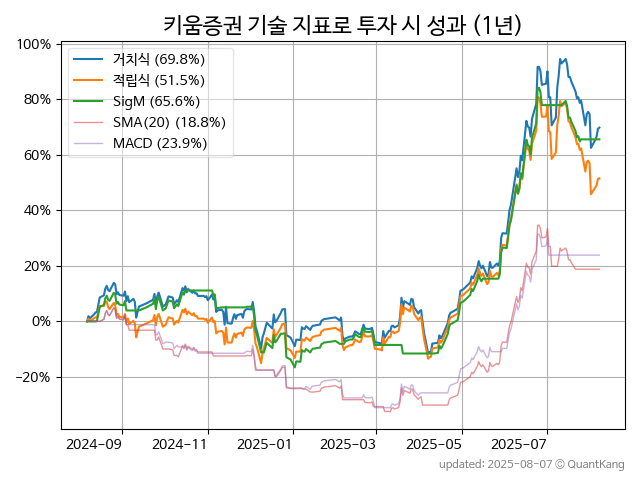 키움증권 기술 지표로 투자 시 성과 (1년)
100%
80%
60%
40%
20%
0%
−20%
거치식 (69.8%)
적립식 (51.5%)
SigM (65.6%)
SMA(20) (18.8%)
MACD (23.9%)
2024-09
2024-11
2025-01
2025-03
2025-05
2025-07
updated: 2025-08-07 © QuantKang